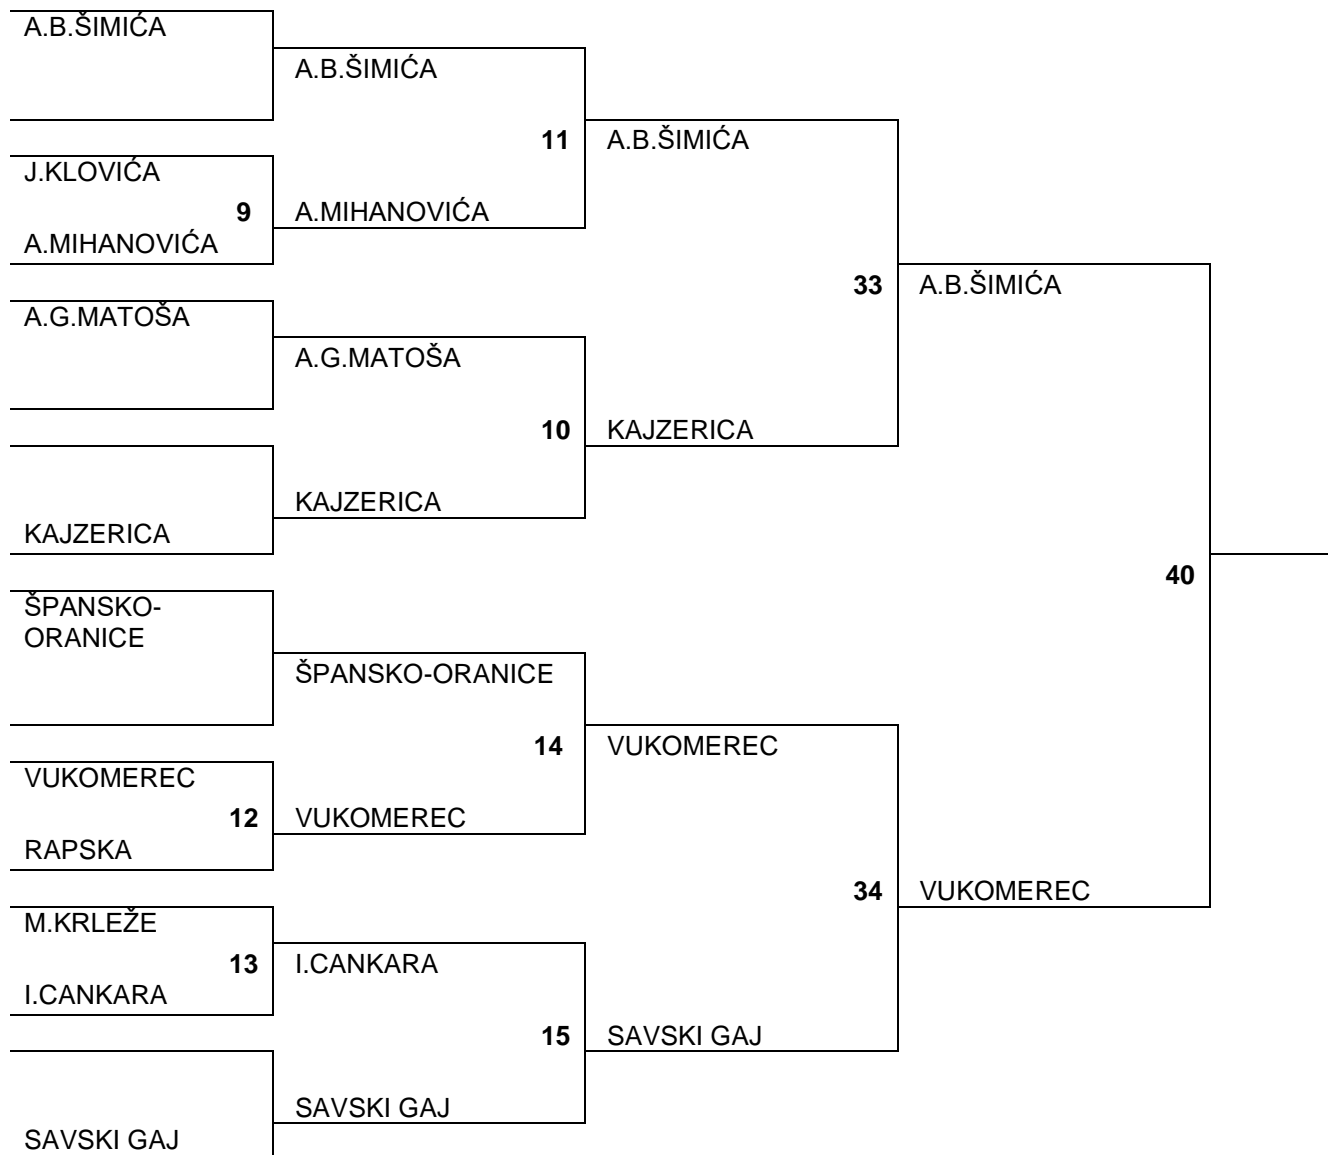 A.B.ŠIMIĆA
A.B.ŠIMIĆA
11
A.B.ŠIMIĆA
J.KLOVIĆA
9
A.MIHANOVIĆA
A.MIHANOVIĆA
33
A.B.ŠIMIĆA
A.G.MATOŠA
A.G.MATOŠA
10
KAJZERICA
KAJZERICA
KAJZERICA
40
ŠPANSKO-
ORANICE
ŠPANSKO-ORANICE
14
VUKOMEREC
VUKOMEREC
12
VUKOMEREC
RAPSKA
34
VUKOMEREC
M.KRLEŽE
13
I.CANKARA
I.CANKARA
15
SAVSKI GAJ
SAVSKI GAJ
SAVSKI GAJ